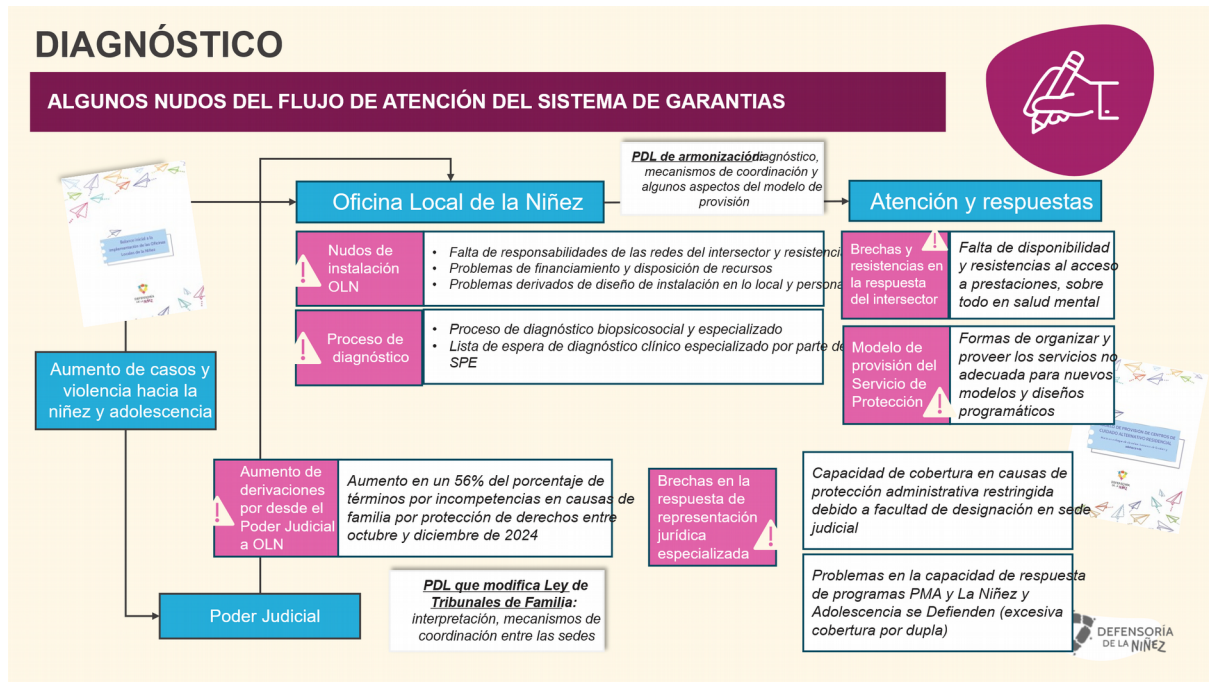 DIAGNÓSTICO
ALGUNOS NUDOS DEL FLUJO DE ATENCIÓN DEL SISTEMA DE GARANTIAS
PDL de armonización: diagnóstico,
mecanismos de coordinación y
algunos aspectos del modelo de
provisión
Oficina Local de la Niñez
Atención y respuestas
Nudos de
instalación
OLN
• Falta de responsabilidades de las redes del intersector y resistenci
• Problemas de financiamiento y disposición de recursos
• Problemas derivados de diseño de instalación en lo local y persona
Proceso de
diagnóstico
• Proceso de diagnóstico biopsicosocial y especializado
• Lista de espera de diagnóstico clínico especializado por parte de
SPE
Brechas y
resistencias en
la respuesta
del intersector
Falta de disponibilidad
y resistencias al acceso
a prestaciones, sobre
todo en salud mental
Modelo de
provisión del
Servicio de
Protección
Formas de organizar y
proveer los servicios no
adecuada para nuevos
modelos y diseños
programáticos
Aumento de casos y
violencia hacia la
niñez y adolescencia
Aumento de
derivaciones
por desde el
Poder Judicial
a OLN
Aumento en un 56% del porcentaje de
términos por incompetencias en causas de
familia por protección de derechos entre
octubre y diciembre de 2024
Brechas en la
respuesta de
representación
jurídica
especializada
Capacidad de cobertura en causas de
protección administrativa restringida
debido a facultad de designación en sede
judicial
Problemas en la capacidad de respuesta
de programas PMA y La Niñez y
Adolescencia se Defienden (excesiva
cobertura por dupla)
Poder Judicial
PDL que modifica Ley de
Tribunales de Familia:
interpretación, mecanismos de
coordinación entre las sedes
DEFENSORÍA
DE LA NIÑEZ